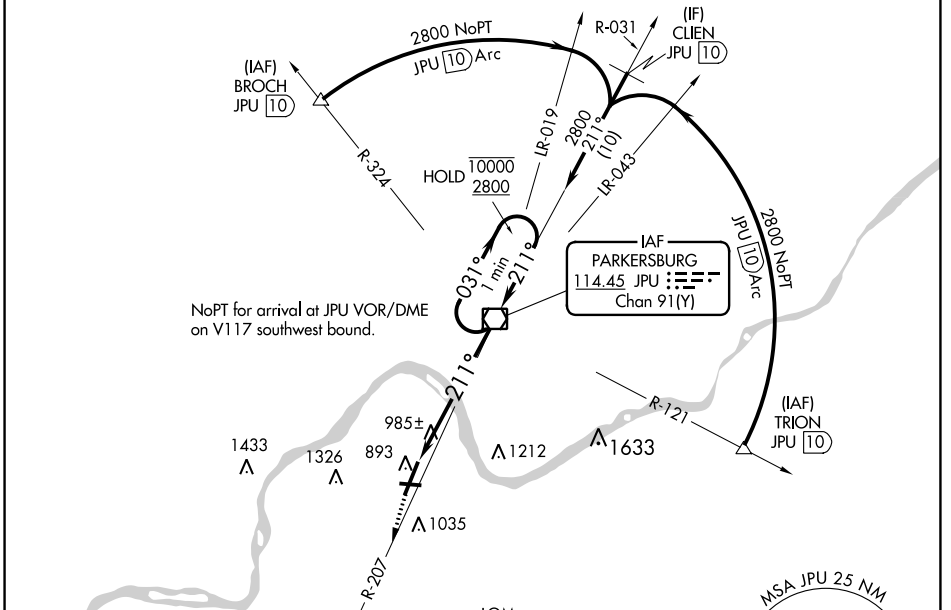 2800 NoPT
JPU 10 Arc
(IAF)
BROCH
JPU 10
R-031
(IF)
CLIEN
JPU 10
R-324
LR-019
2800
211°
(10)
LR-043
HOLD 10000
2800
031°
1 min
211°
IAF
PARKERSBURG
114.45 JPU
Chan 91(Y)
2800 NoPT
JPU 10 Arc
NoPT for arrival at JPU VOR/DME
on V117 southwest bound.
211°
R-121
(IAF)
TRION
JPU 10
985±
1433
1326
893
1212
1633
1035
R-207
MSA JPU 25 NM